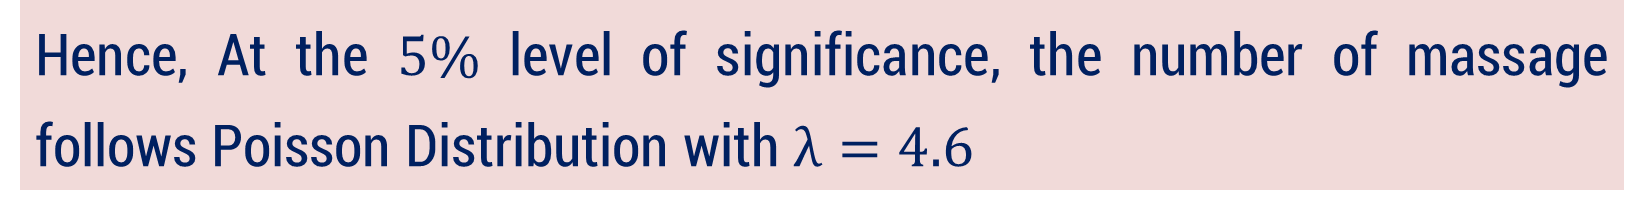 Hence, At the 5% level of significance, the number of massage
follows Poisson Distribution with λ = 4.6